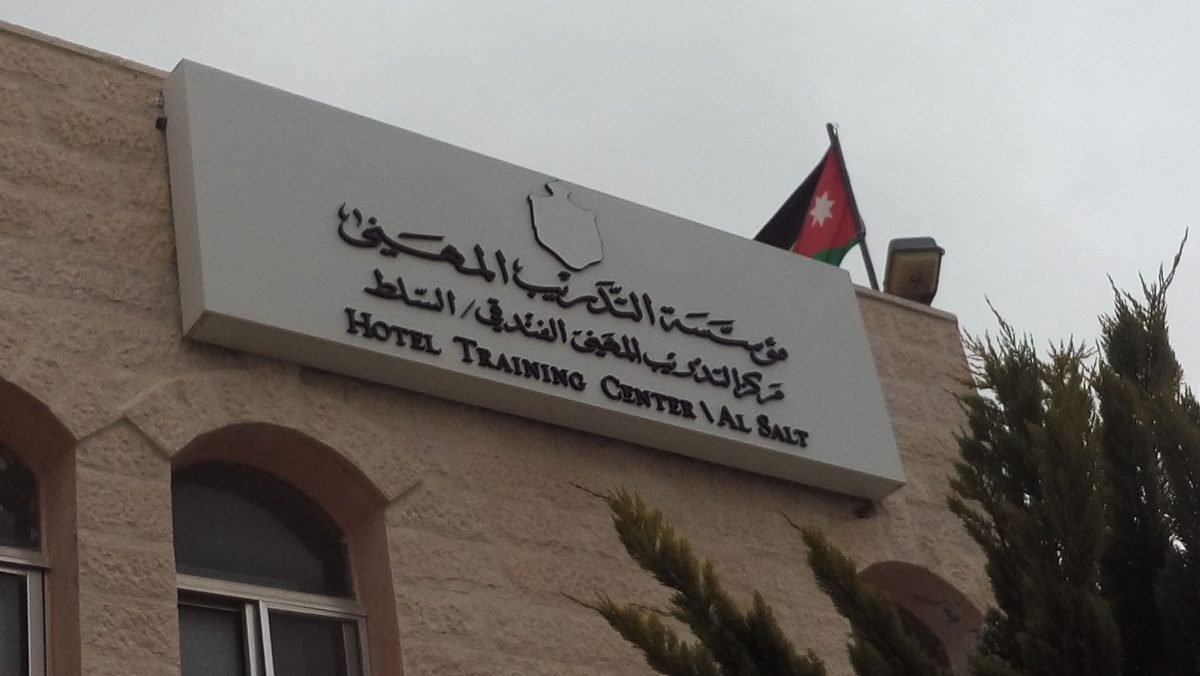 مؤسسة التدريب المهني
مركز التدريب المهني الفندقي / السلط
HOTEL TRAINING CENTER \ AL SALT